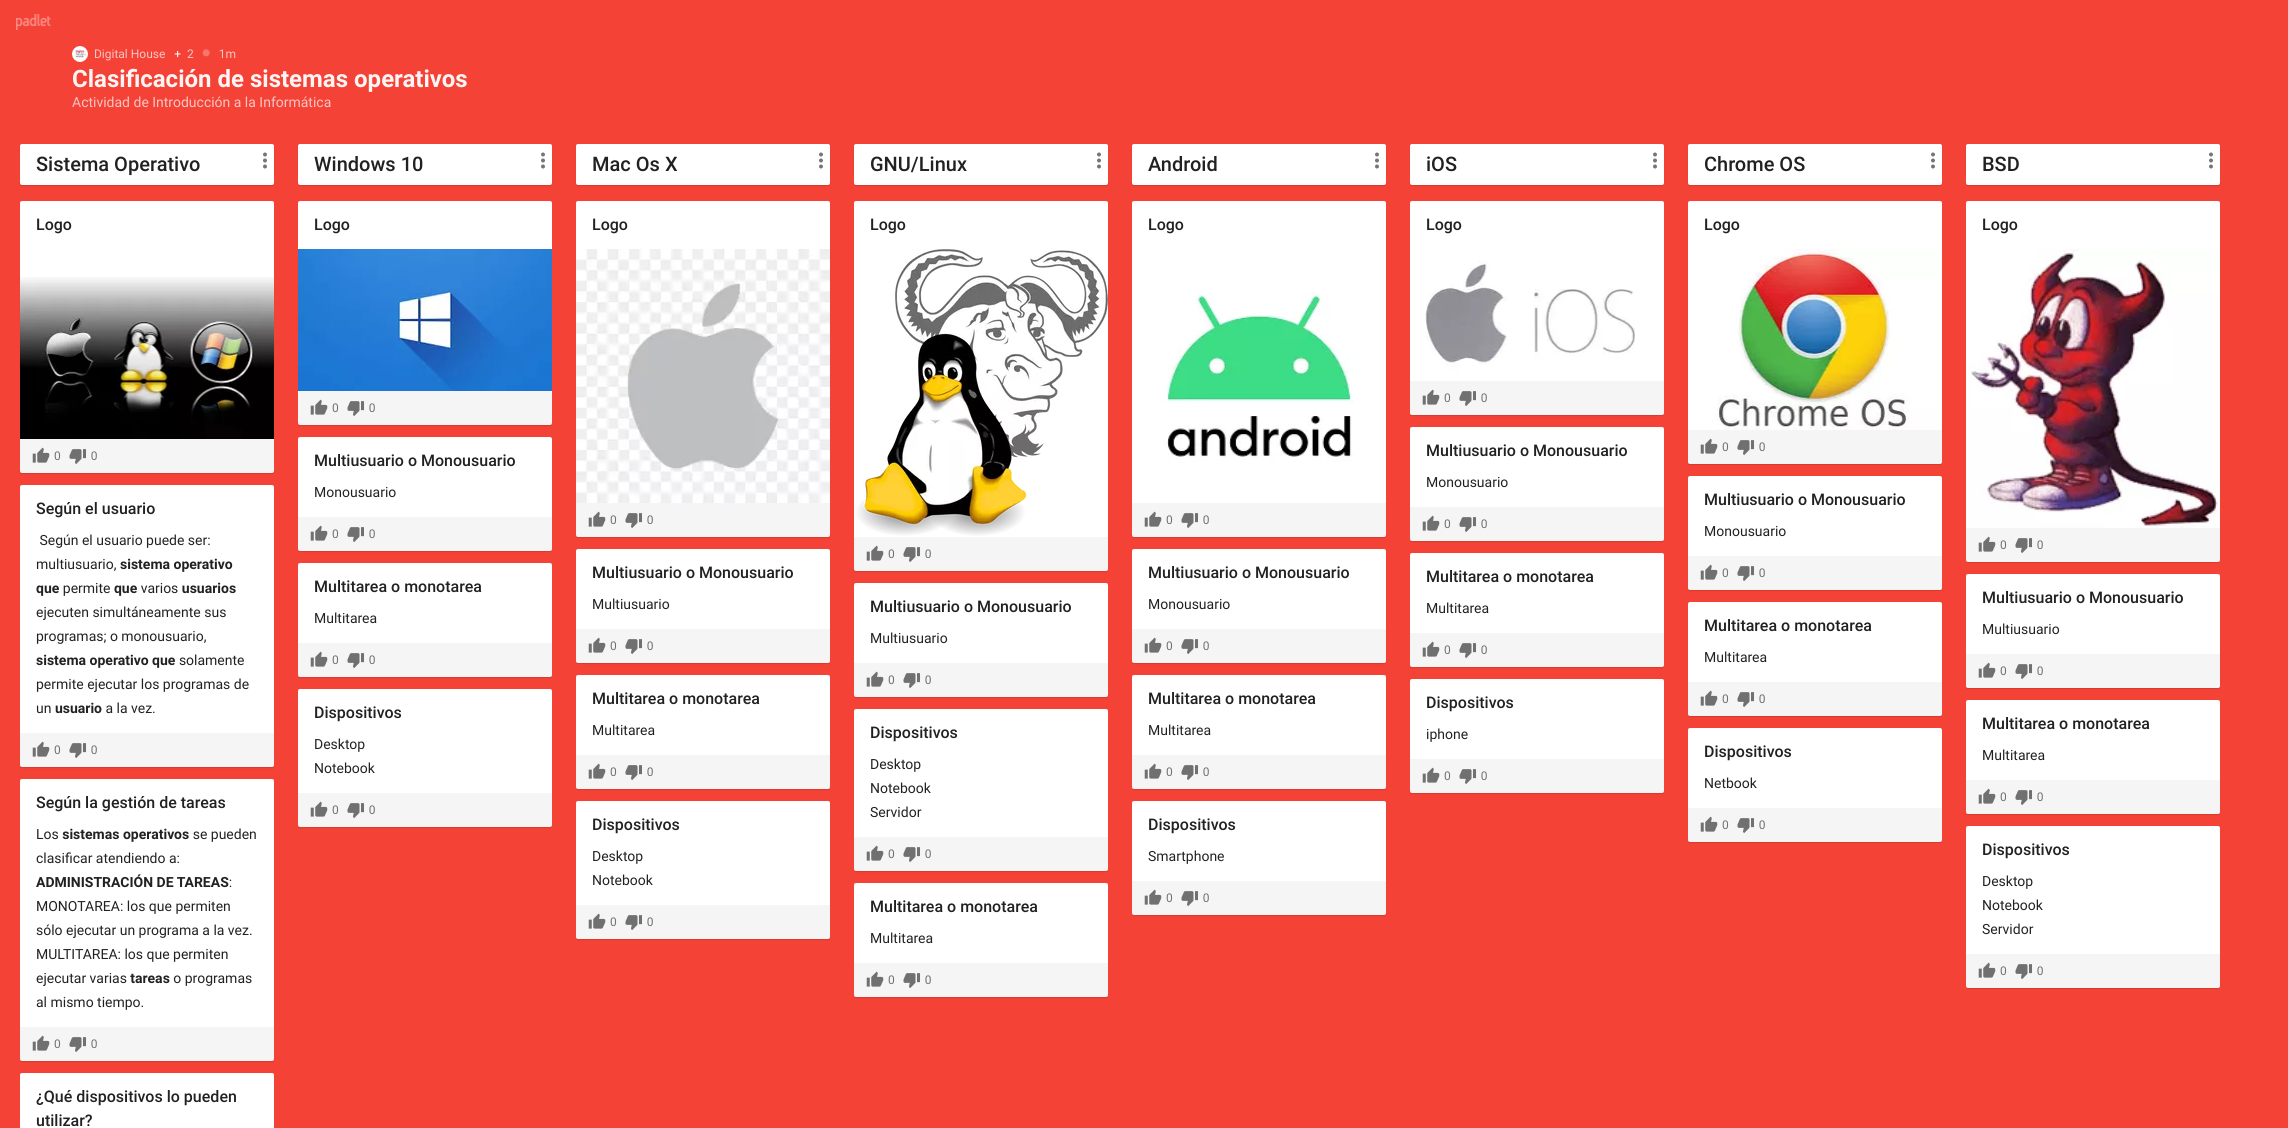 padlet
Digital House + 2 1m
Clasificación de sistemas operativos
Actividad de Introducción a la Informática
Sistema Operativo
Logo
0 0
Según el usuario
Según el usuario puede ser:
multiusuario, sistema operativo
que permite que varios usuarios
ejecuten simultáneamente sus
programas; o monousuario,
sistema operativo que solamente
permite ejecutar los programas de
un usuario a la vez.
0 0
Según la gestión de tareas
Los sistemas operativos se pueden
clasificar atendiendo a:
ADMINISTRACIÓN DE TAREAS:
MONOTAREA: los que permiten
sólo ejecutar un programa a la vez.
MULTITAREA: los que permiten
ejecutar varias tareas o programas
al mismo tiempo.
0 0
¿Qué dispositivos lo pueden
utilizar?
Windows 10
Logo
0 0
Multiusuario o Monousuario
Monousuario
0 0
Multitarea o monotarea
Multitarea
0 0
Dispositivos
Desktop
Notebook
0 0
Mac Os X
Logo
0 0
Multiusuario o Monousuario
Multiusuario
0 0
Multitarea o monotarea
Multitarea
0 0
Dispositivos
Desktop
Notebook
0 0
GNU/Linux
Logo
0 0
Multiusuario o Monousuario
Multiusuario
0 0
Dispositivos
Desktop
Notebook
Servidor
0 0
Multitarea o monotarea
Multitarea
0 0
Android
Logo
android
0 0
Multiusuario o Monousuario
Monousuario
0 0
Multitarea o monotarea
Multitarea
0 0
Dispositivos
Smartphone
0 0
iOS
Logo
iOS
0 0
Multiusuario o Monousuario
Monousuario
0 0
Multitarea o monotarea
Multitarea
0 0
Dispositivos
iphone
0 0
Chrome OS
Logo
Chrome OS
0 0
Multiusuario o Monousuario
Monousuario
0 0
Multitarea o monotarea
Multitarea
0 0
Dispositivos
Netbook
0 0
BSD
Logo
0 0
Multiusuario o Monousuario
Multiusuario
0 0
Multitarea o monotarea
Multitarea
0 0
Dispositivos
Desktop
Notebook
Servidor
0 0